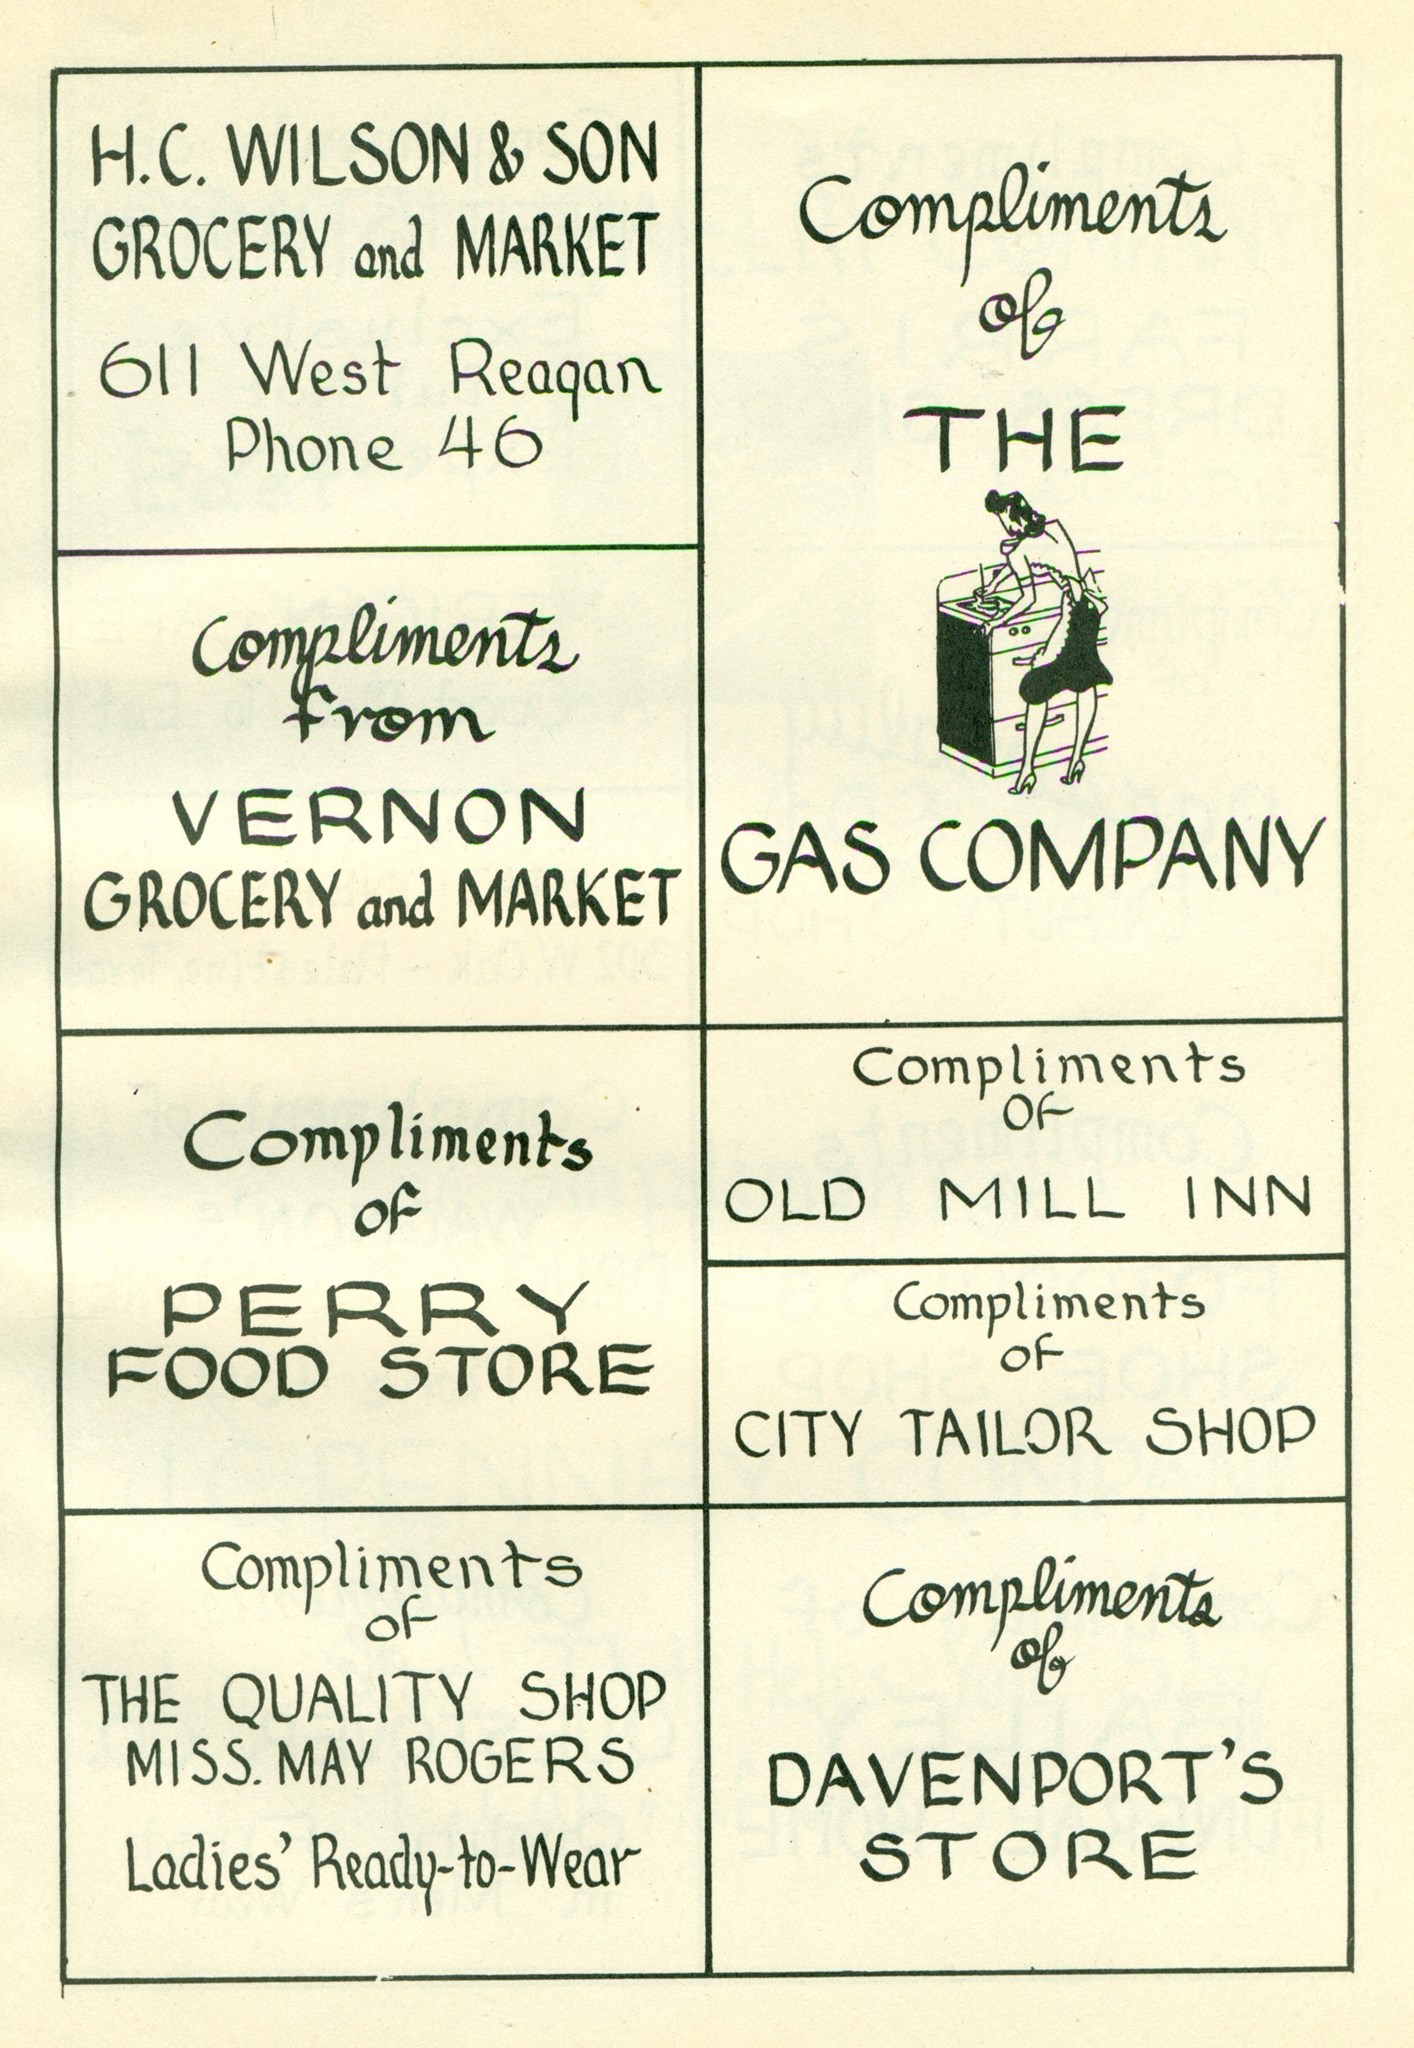 H.C. WILSON & SON
GROCERY and MARKET
611 West Reagan
Phone 46
Compliments
from
VERNON
GROCERY and MARKET
Compliments
of
PERRY
FOOD STORE
Compliments
of
THE QUALITY SHOP
MISS. MAY ROGERS
Ladies' Ready-to-Wear
Compliments
of
THE
GAS COMPANY
Compliments
Of
OLD MILL INN
Compliments
of
CITY TAILOR SHOP
Compliments
of
DAVENPORT'S
STORE